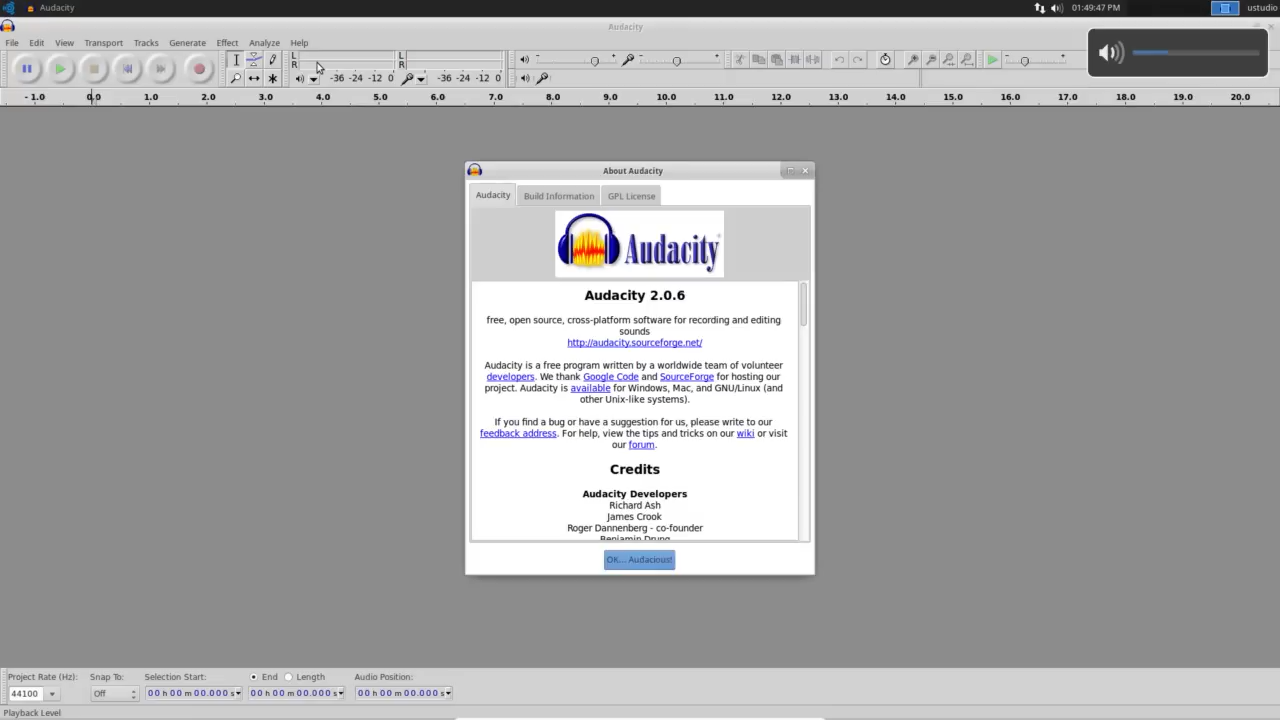 Audacity
01:49:47 PM
ustudio
Audacity
File Edit View Transport Tracks Generate Effect Analyze Help
L
R
L
R
-36 -24 -12 0
-36 -24 -12 0
- 1.0 0.0 1.0 2.0 3.0 4.0 5.0 6.0 7.0 8.0 9.0 10.0 11.0 12.0 13.0 14.0 15.0 16.0 17.0 18.0 19.0 20.0
About Audacity
Audacity Build Information GPL License
Audacity
Audacity 2.0.6
free, open source, cross-platform software for recording and editing
sounds
http://audacity.sourceforge.net/
Audacity is a free program written by a worldwide team of volunteer
developers. We thank Google Code and SourceForge for hosting our
project. Audacity is available for Windows, Mac, and GNU/Linux (and
other Unix-like systems).
If you find a bug or have a suggestion for us, please write to our
feedback address. For help, view the tips and tricks on our wiki or visit
our forum.
Credits
Audacity Developers
Richard Ash
James Crook
Roger Dannenberg - co-founder
Benjamin Drung
OK... Audacious!
Project Rate (Hz): Snap To: Selection Start: End Length Audio Position:
44100 Off 00 h 00 m 00.000 s 00 h 00 m 00.000 s 00 h 00 m 00.000 s
Playback Level